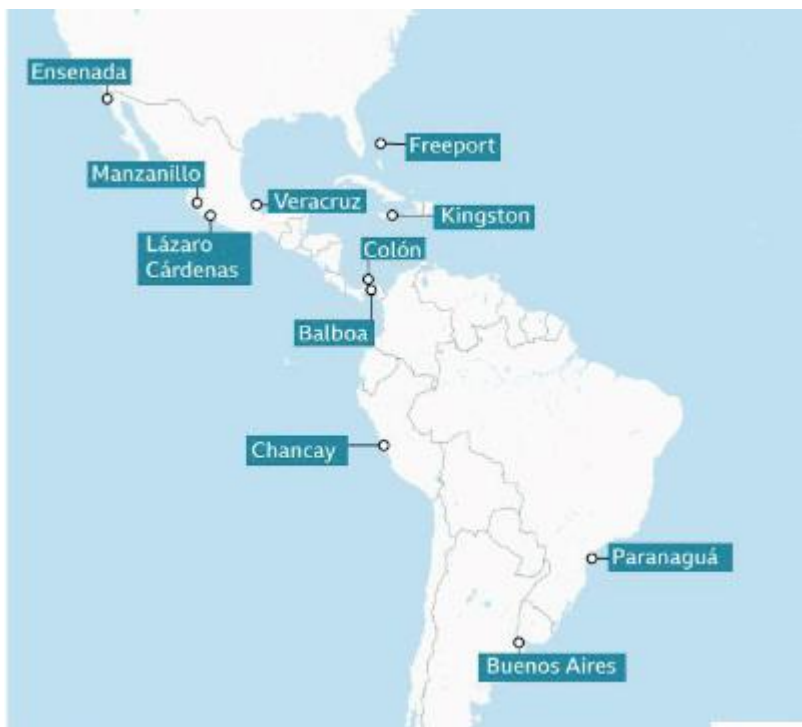 Ensenada
Freeport
Manzanillo
Veracruz
Kingston
Lázaro
Cárdenas
Colón
Balboa
Chancay
Paranaguá
Buenos Aires